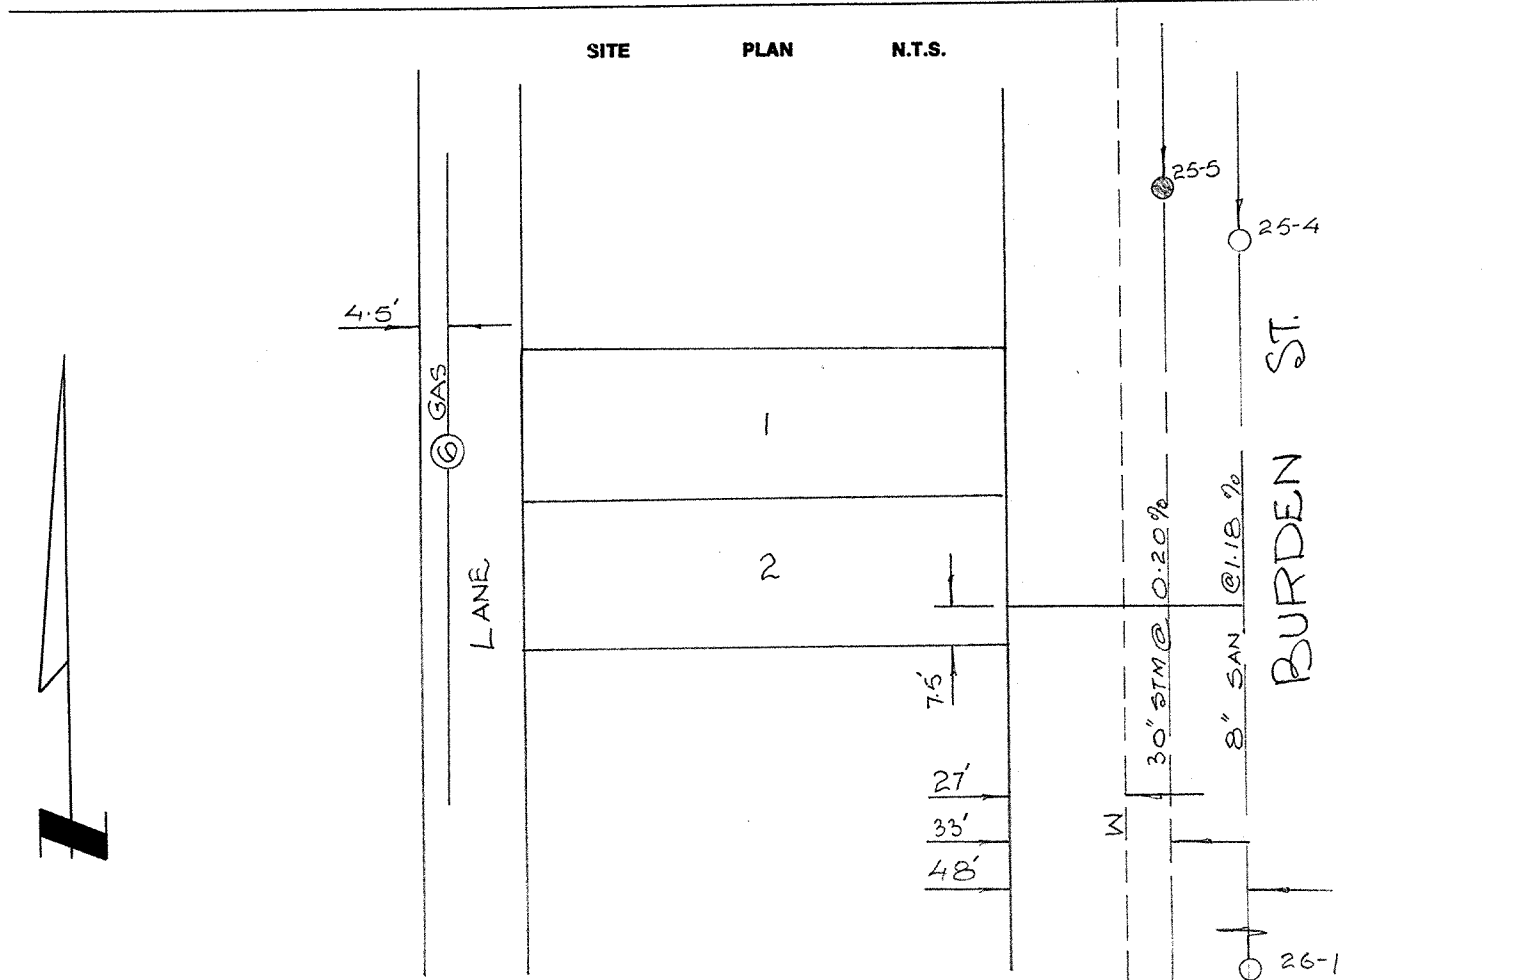 SITE PLAN N.T.S.
25-5
25-4
4.5'
GAS
6
LANE
1
2
7.5'
30" STM @ 0.20%
8" SAN @ 1.18 %
BURDEN ST.
27'
33'
48'
W
26-1
N